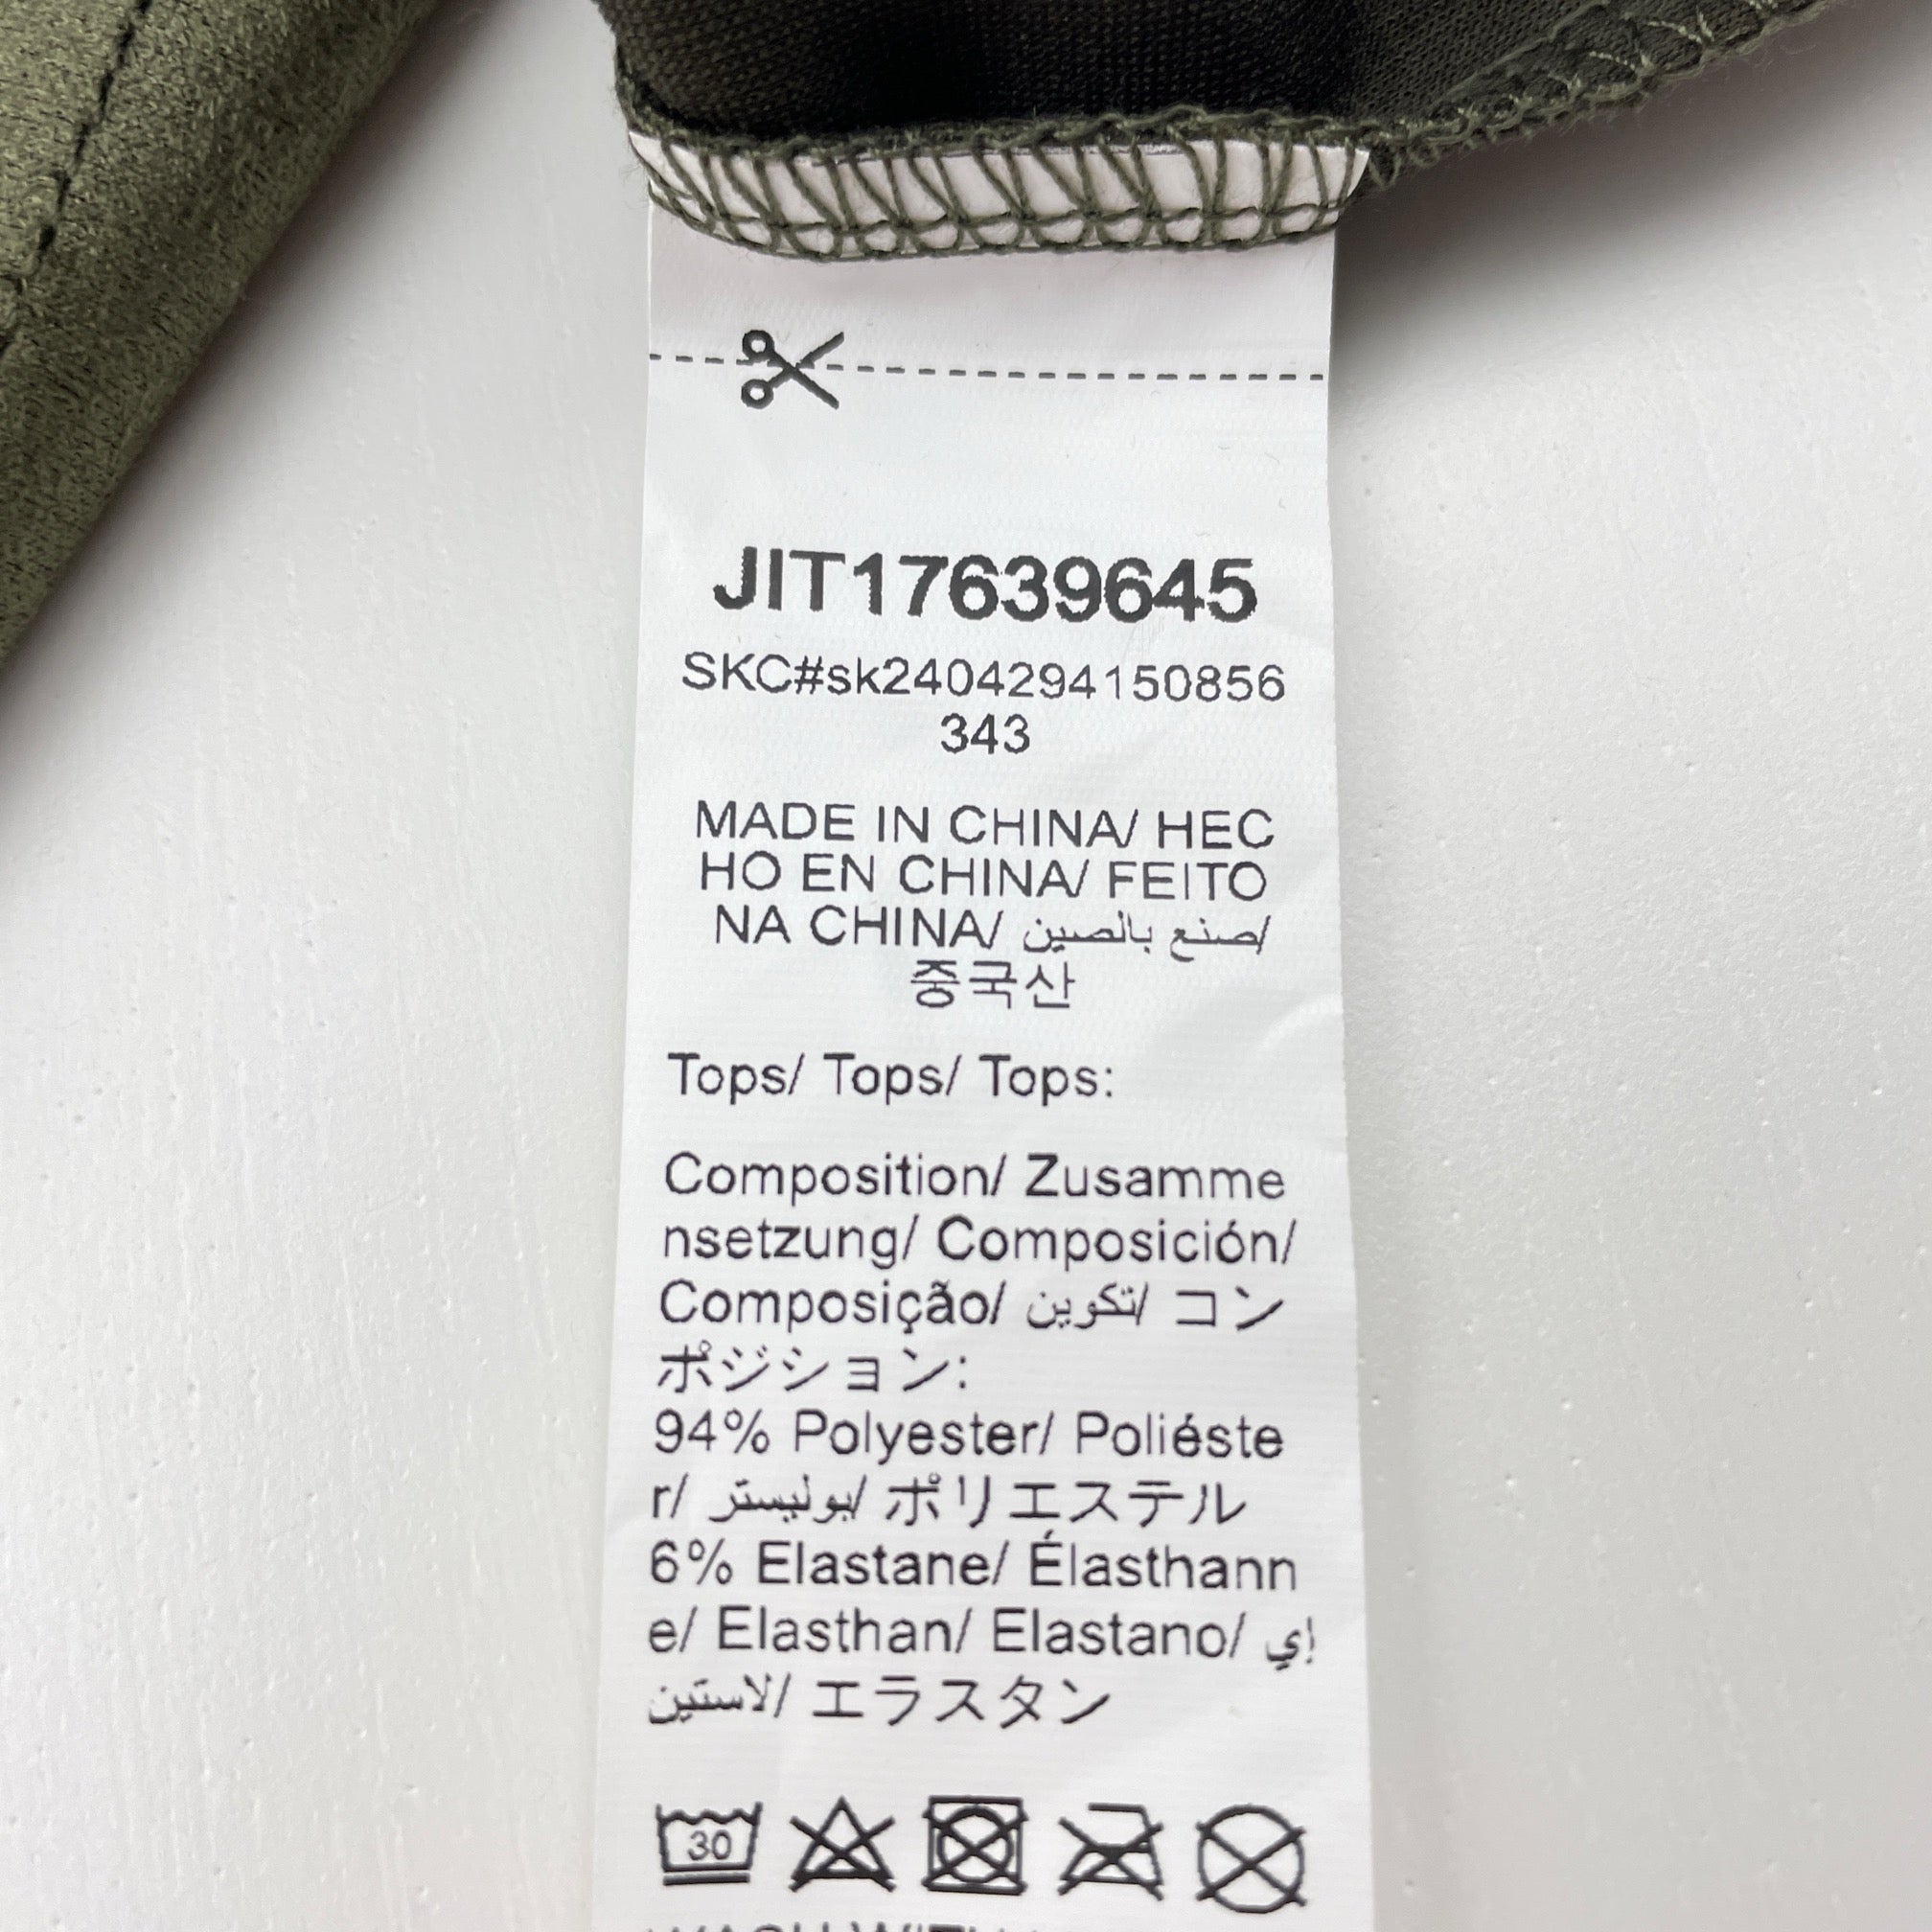 JIT17639645
SKC#sk2404294150856
343
MADE IN CHINA/ HEC
HO EN CHINA/ FEITO
NA CHINA/ صنع بالصين/
중국산
Tops/ Tops/ Tops:
Composition/ Zusamme
nsetzung/ Composición/
Composição/ تكوين/ コン
ポジション:
94% Polyester/ Poliéste
r/ بوليستر/ ポリエステル
6% Elastane/ Élasthann
e/ Elasthan/ Elastano/ إي
لاستين/ エラスタン
30